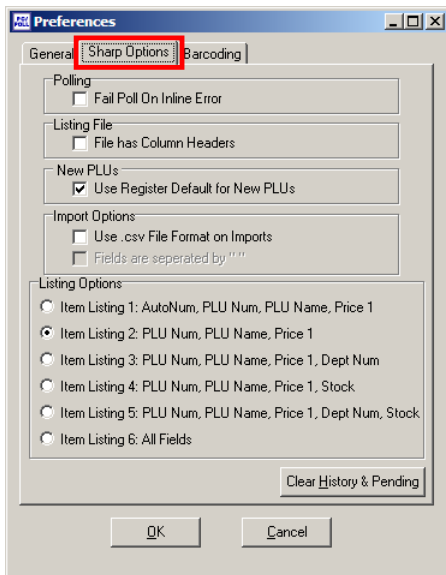 PC/
POLL Preferences
General Sharp Options Barcoding
Polling
Fail Poll On Inline Error
Listing File
File has Column Headers
New PLUs
Use Register Default for New PLUs
Import Options
Use .csv File Format on Imports
Fields are seperated by " "
Listing Options
Item Listing 1: AutoNum, PLU Num, PLU Name, Price 1
Item Listing 2: PLU Num, PLU Name, Price 1
Item Listing 3: PLU Num, PLU Name, Price 1, Dept Num
Item Listing 4: PLU Num, PLU Name, Price 1, Stock
Item Listing 5: PLU Num, PLU Name, Price 1, Dept Num, Stock
Item Listing 6: All Fields
Clear History & Pending
OK Cancel